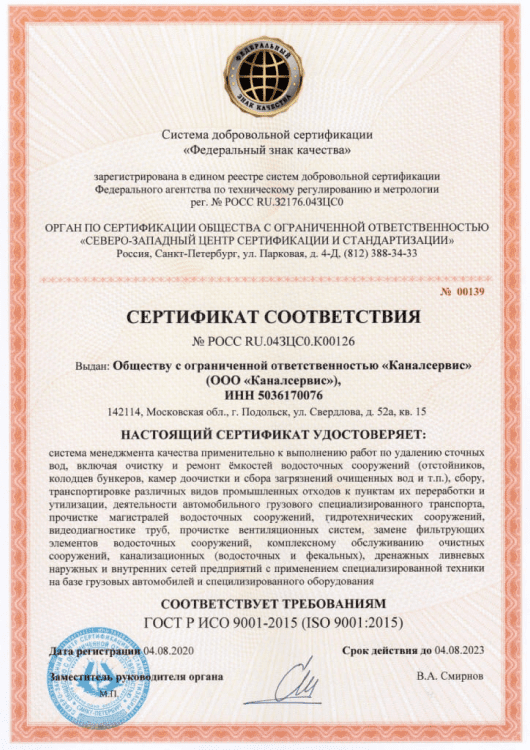 ФЕДЕРАЛЬНЫЙ
ЗНАК КАЧЕСТВА
Система добровольной сертификации
«Федеральный знак качества»
зарегистрирована в едином реестре систем добровольной сертификации
Федерального агентства по техническому регулированию и метрологии
рег. № РОСС RU.32176.04ЗЦС0
ОРГАН ПО СЕРТИФИКАЦИИ ОБЩЕСТВА С ОГРАНИЧЕННОЙ ОТВЕТСТВЕННОСТЬЮ
«СЕВЕРО-ЗАПАДНЫЙ ЦЕНТР СЕРТИФИКАЦИИ И СТАНДАРТИЗАЦИИ»
Россия, Санкт-Петербург, ул. Парковая, д. 4-Д, (812) 388-34-33
№ 00139
СЕРТИФИКАТ СООТВЕТСТВИЯ
№ РОСС RU.04ЗЦС0.К00126
Выдан: Обществу с ограниченной ответственностью «Каналсервис»
(ООО «Каналсервис»),
ИНН 5036170076
142114, Московская обл., г. Подольск, ул. Свердлова, д. 52а, кв. 15
НАСТОЯЩИЙ СЕРТИФИКАТ УДОСТОВЕРЯЕТ:
система менеджмента качества применительно к выполнению работ по удалению сточных
вод, включая очистку и ремонт ёмкостей водосточных сооружений (отстойников,
колодцев бункеров, камер доочистки и сбора загрязнений очищенных вод и т.п.), сбору,
транспортировке различных видов промышленных отходов к пунктам их переработки и
утилизации, деятельности автомобильного грузового специализированного транспорта,
прочистке магистралей водосточных сооружений, гидротехнических сооружений,
видеодиагностике труб, прочистке вентиляционных систем, замене фильтрующих
элементов водосточных сооружений, комплексному обслуживанию очистных
сооружений, канализационных (водосточных и фекальных), дренажных ливневых
наружных и внутренних сетей предприятий с применением специализированной техники
на базе грузовых автомобилей и специлизированного оборудования
СООТВЕТСТВУЕТ ТРЕБОВАНИЯМ
ГОСТ Р ИСО 9001-2015 (ISO 9001:2015)
Дата регистрации 04.08.2020 Срок действия до 04.08.2023
Заместитель руководителя органа В.А. Смирнов
М.П.